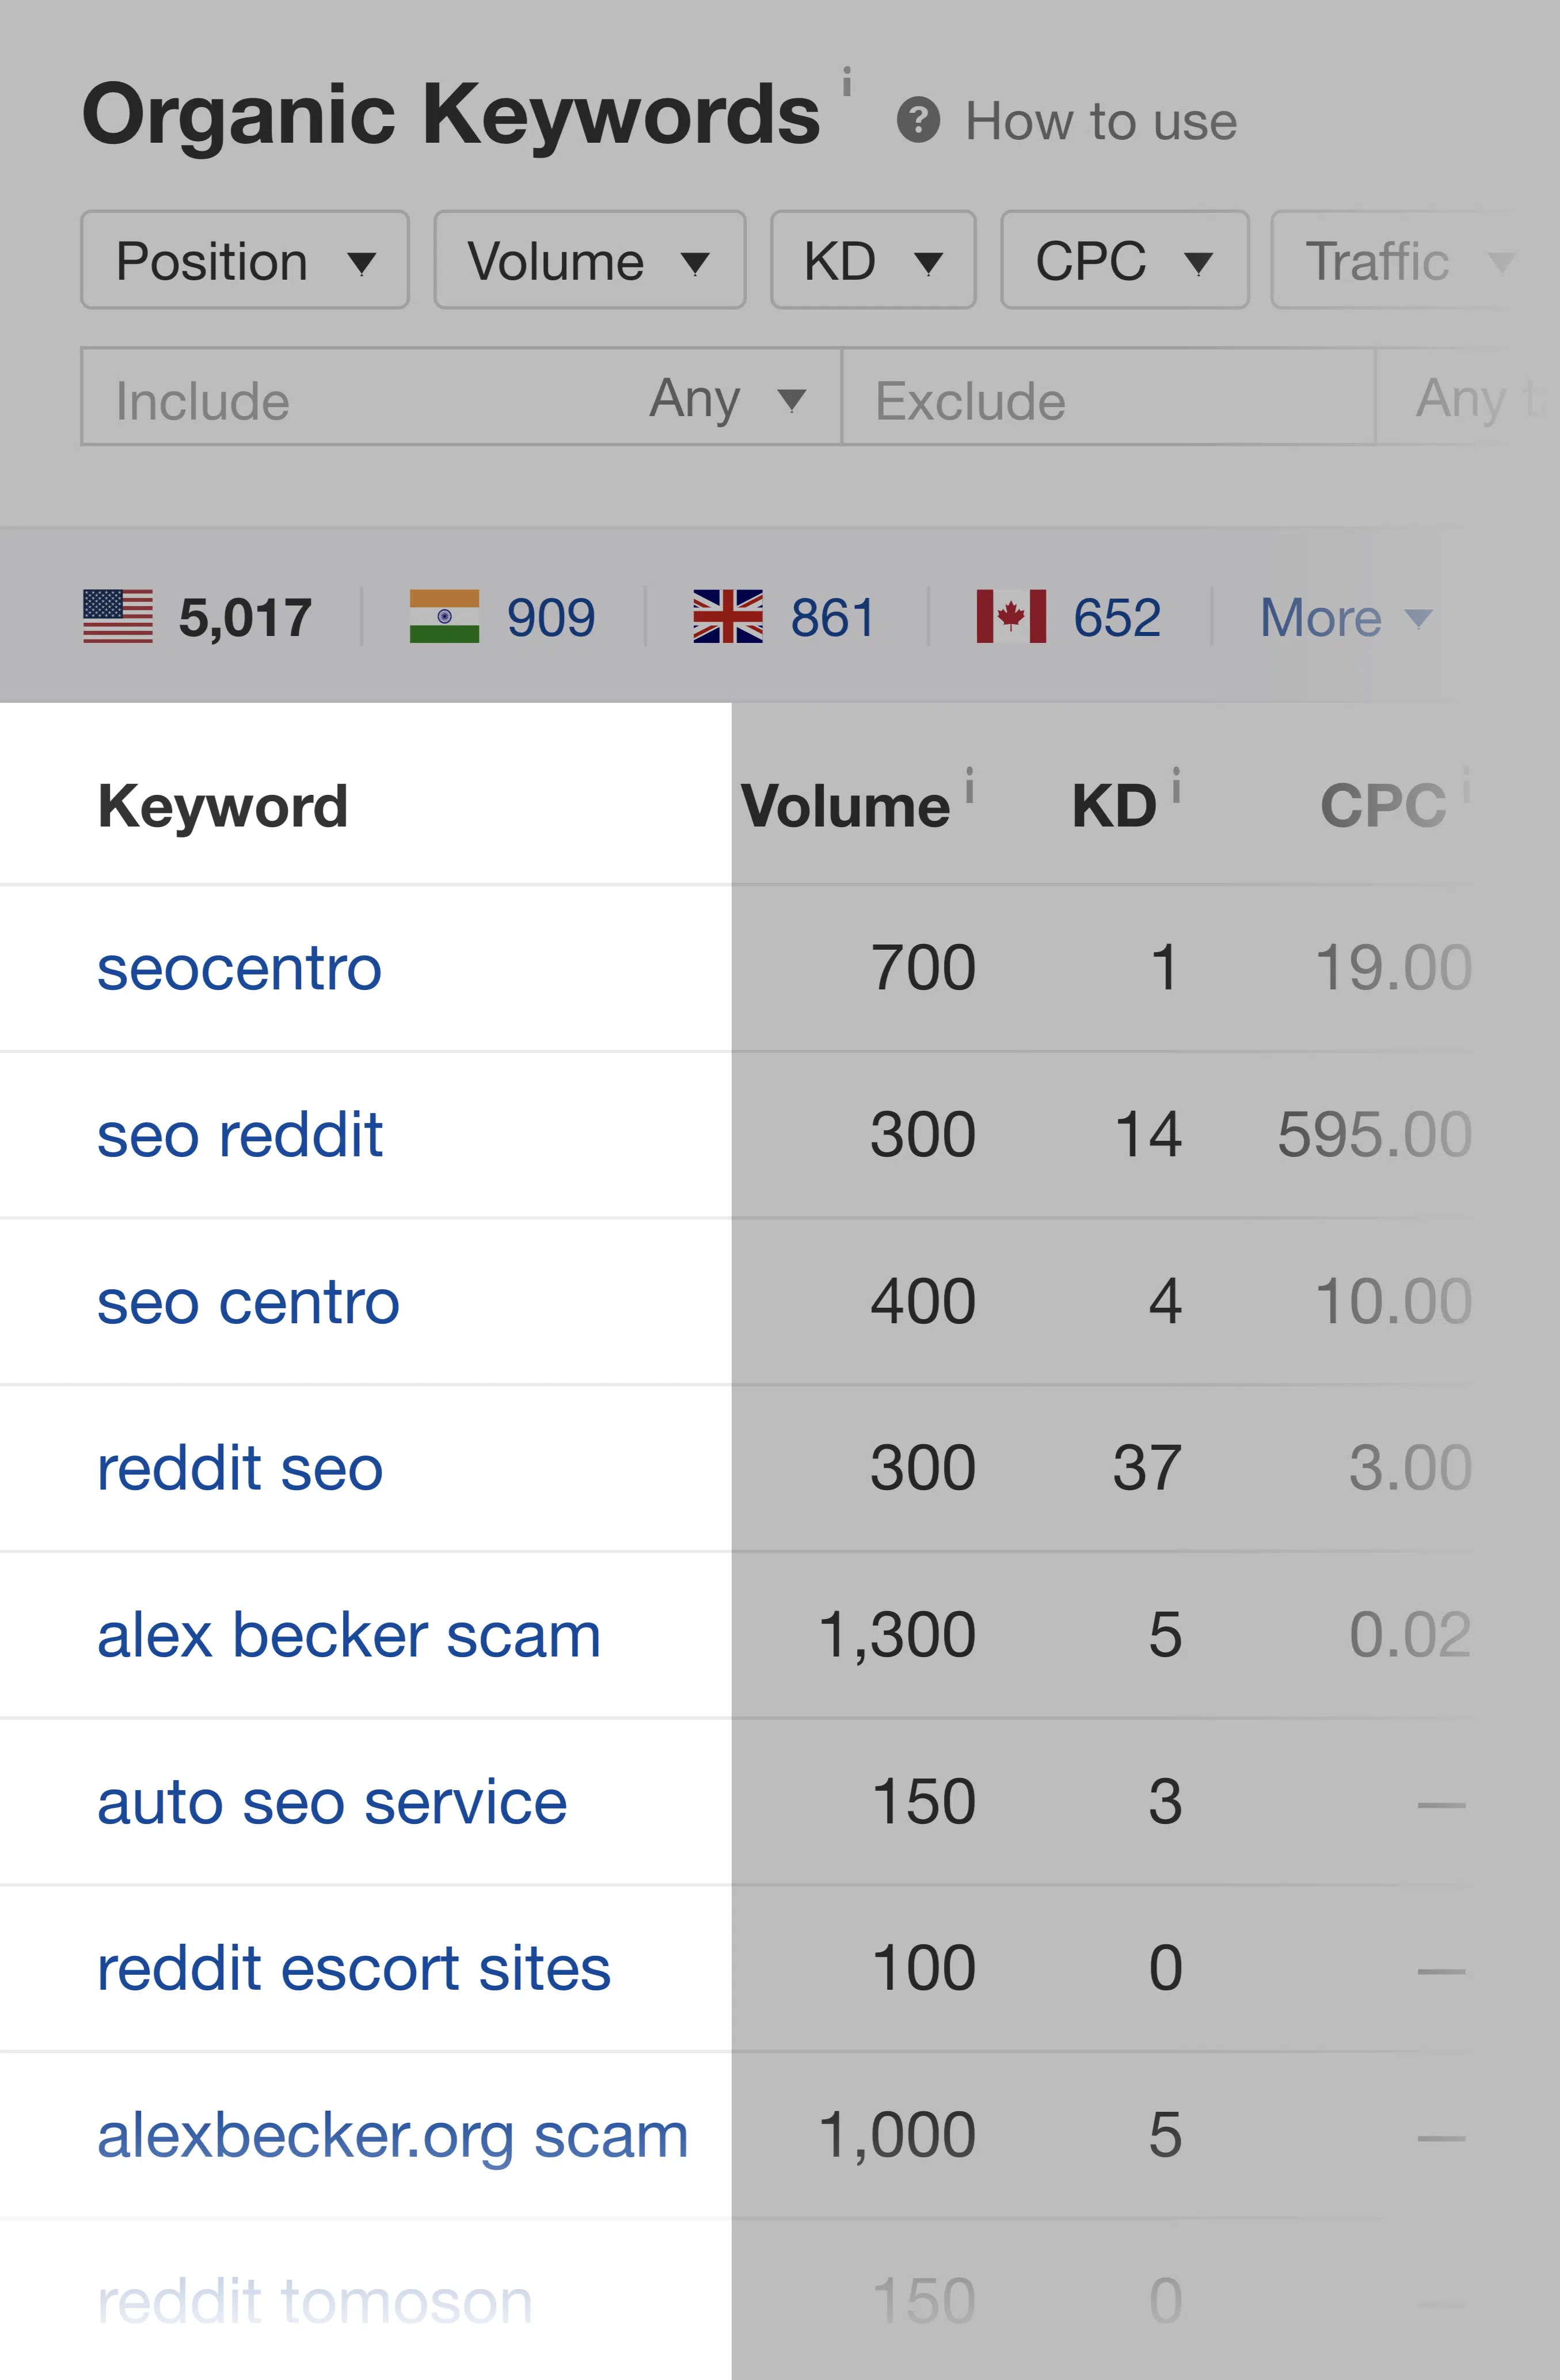 Organic Keywords i ? How to use
Position Volume KD CPC Traffic
Include Any Exclude Any
5,017 909 861 652 More
Keyword Volume i KD i CPC i
seocentro 700 1 19.00
seo reddit 300 14 595.00
seo centro 400 4 10.00
reddit seo 300 37 3.00
alex becker scam 1,300 5 0.02
auto seo service 150 3 —
reddit escort sites 100 0 —
alexbecker.org scam 1,000 5 —
reddit tomoson 150 0 —